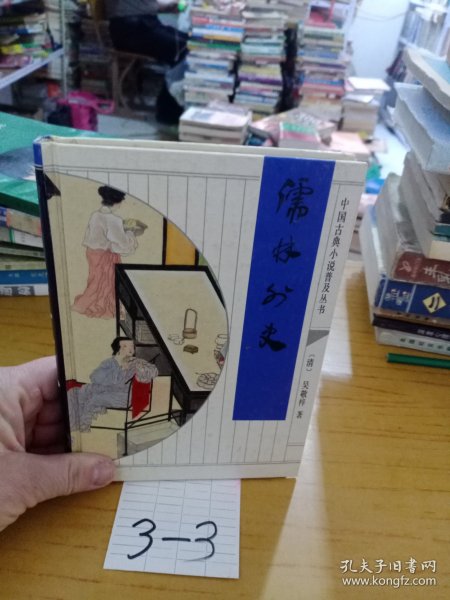 儒林外史
中国古典小说普及丛书
〔清〕吴敬梓 著
3-3
孔夫子旧书网
www.kongfz.com